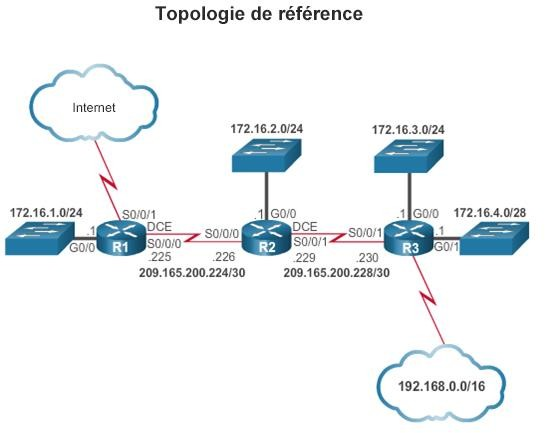 Topologie de référence
Internet
172.16.2.0/24
172.16.3.0/24
172.16.1.0/24
172.16.4.0/28
S0/0/1
.1
G0/0
R1
DCE
S0/0/0
.225
S0/0/0
.226
.1
G0/0
R2
DCE
S0/0/1
.229
209.165.200.224/30
209.165.200.228/30
S0/0/1
.230
.1
G0/0
R3
.1
G0/1
192.168.0.0/16